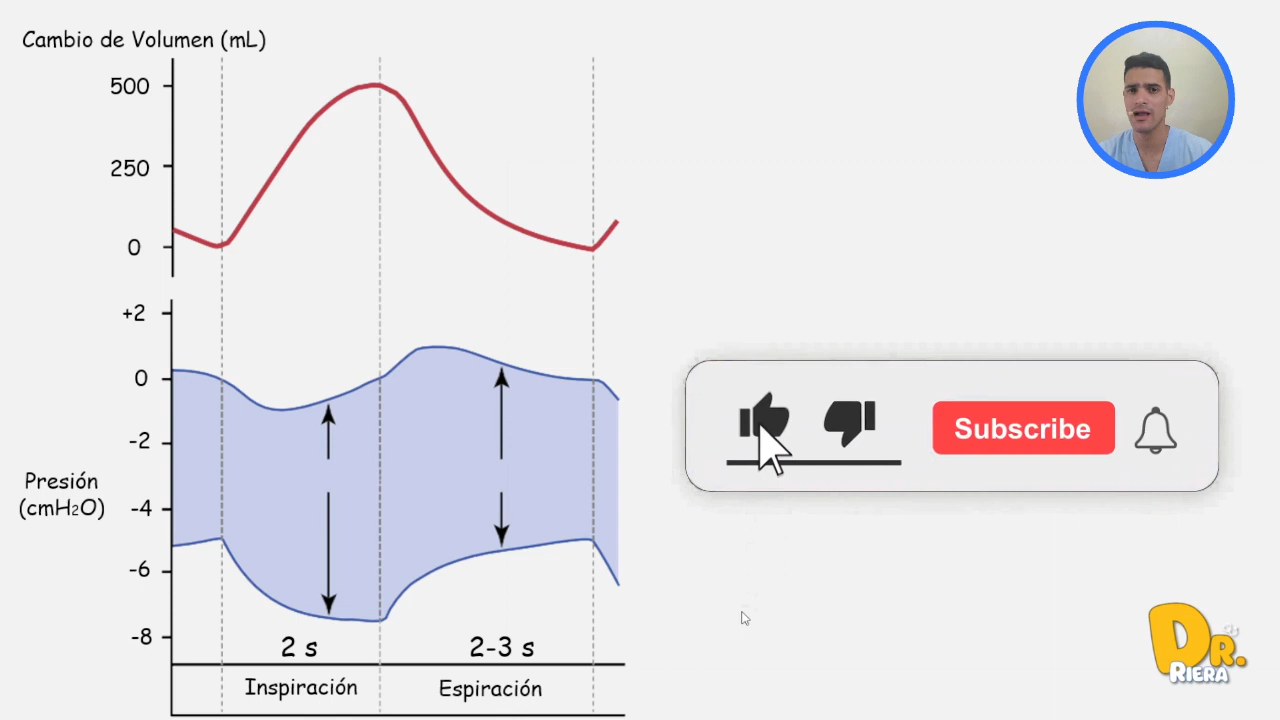 Cambio de Volumen (mL)
500
250
0
+2
0
-2
-4
-6
-8
Presión
(cmH₂O)
2 s
2-3 s
Inspiración
Espiración
Subscribe
DR.
RIERA